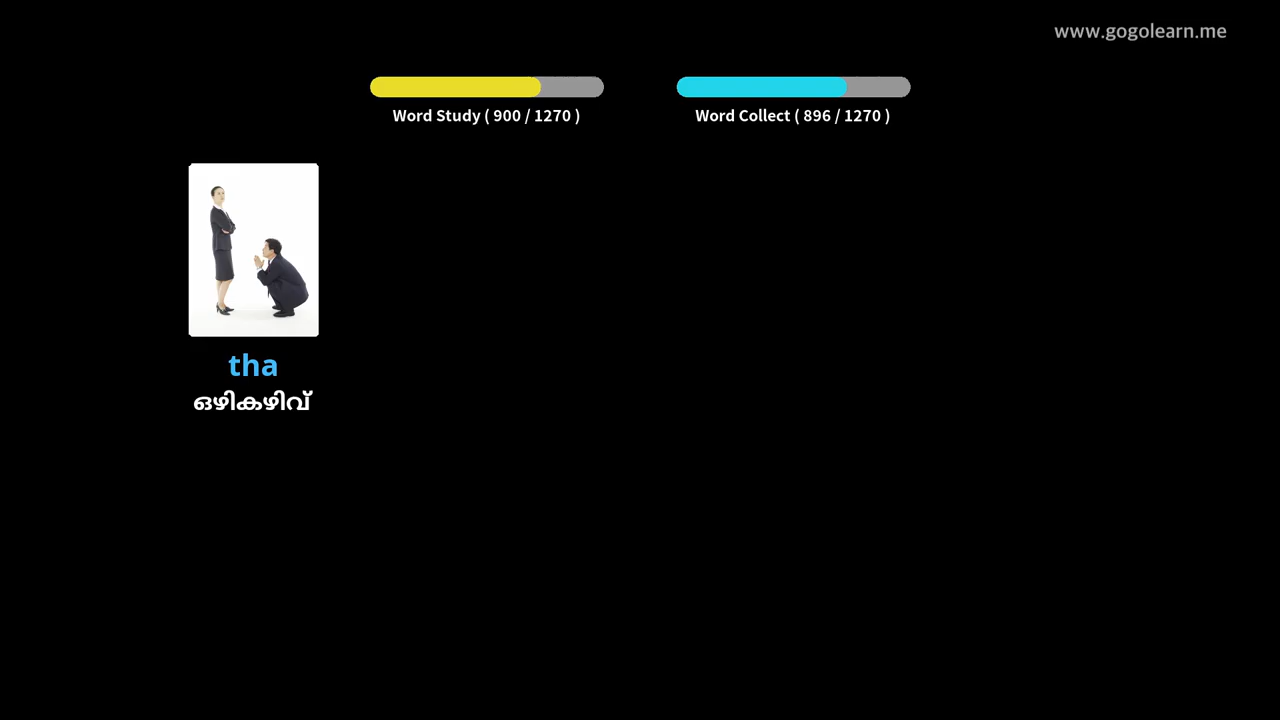 www.gogolearn.me
Word Study ( 900 / 1270 )
Word Collect ( 896 / 1270 )
tha
ഒഴികഴിവ്